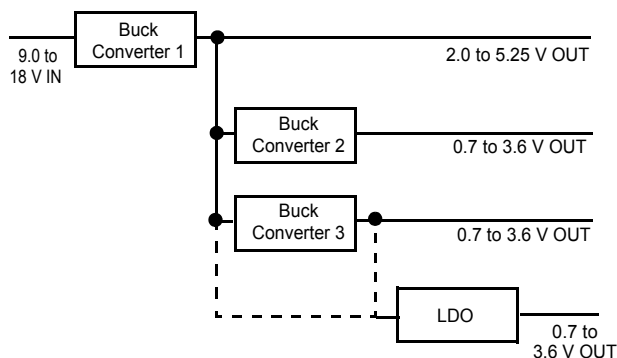 Buck
Converter 1
9.0 to
18 V IN
2.0 to 5.25 V OUT
Buck
Converter 2
0.7 to 3.6 V OUT
Buck
Converter 3
0.7 to 3.6 V OUT
LDO
0.7 to
3.6 V OUT